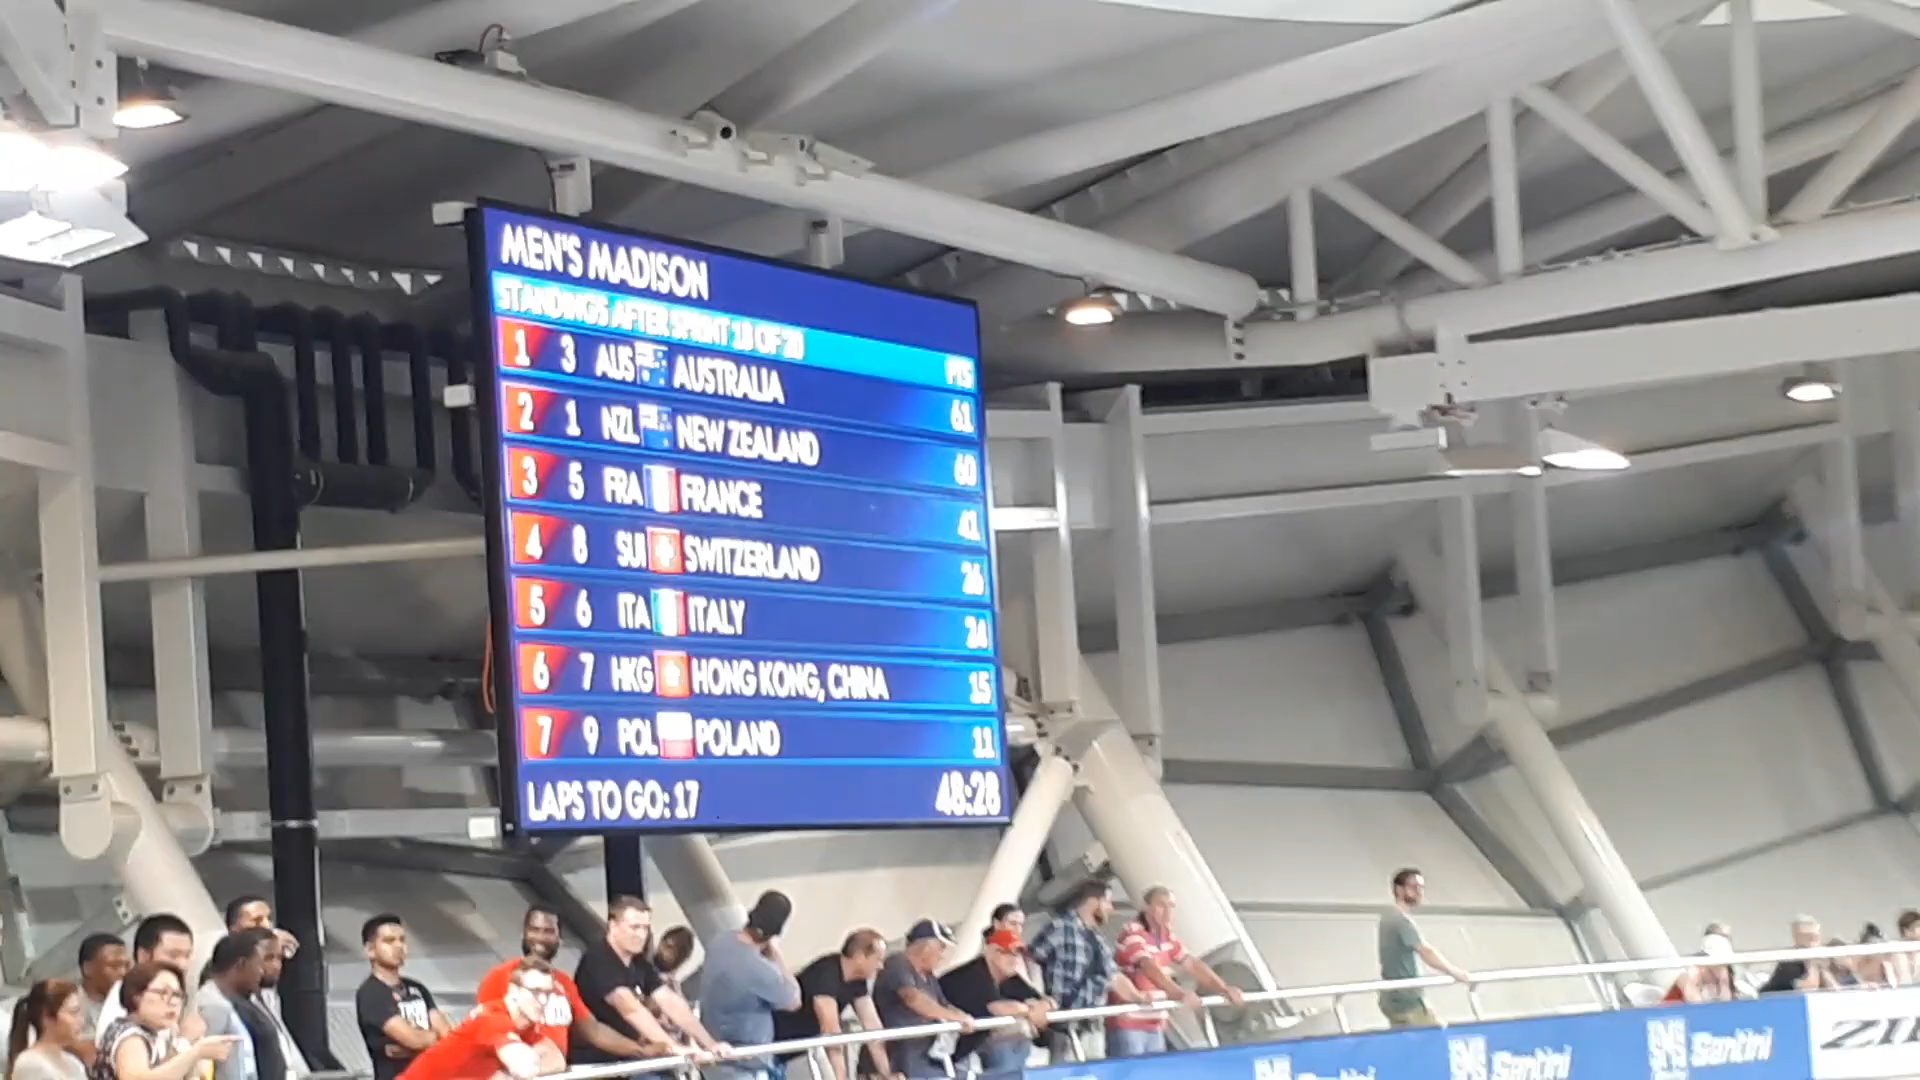 MEN'S MADISON
STANDINGS AFTER SPRINT 18 OF 20
PTS
1 3 AUS AUSTRALIA 61
2 1 NZL NEW ZEALAND 60
3 5 FRA FRANCE 41
4 8 SUI SWITZERLAND 26
5 6 ITA ITALY 24
6 7 HKG HONG KONG, CHINA 15
7 9 POL POLAND 11
LAPS TO GO: 17 48:28
Santini
Santini
Santini